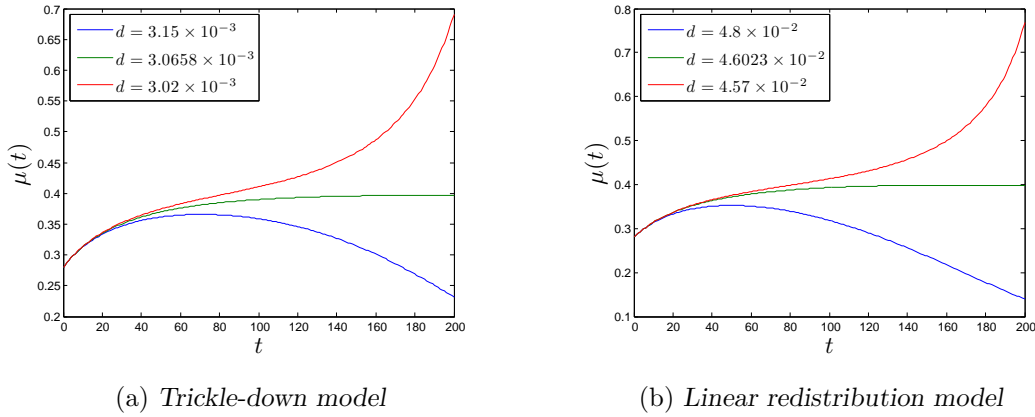 0.7
0.65
0.6
0.55
0.5
0.45
0.4
0.35
0.3
0.25
0.2
μ(t)
d = 3.15 × 10⁻³
d = 3.0658 × 10⁻³
d = 3.02 × 10⁻³
0 20 40 60 80 100 120 140 160 180 200
t
(a) Trickle-down model
0.8
0.7
0.6
0.5
0.4
0.3
0.2
0.1
μ(t)
d = 4.8 × 10⁻²
d = 4.6023 × 10⁻²
d = 4.57 × 10⁻²
0 20 40 60 80 100 120 140 160 180 200
t
(b) Linear redistribution model